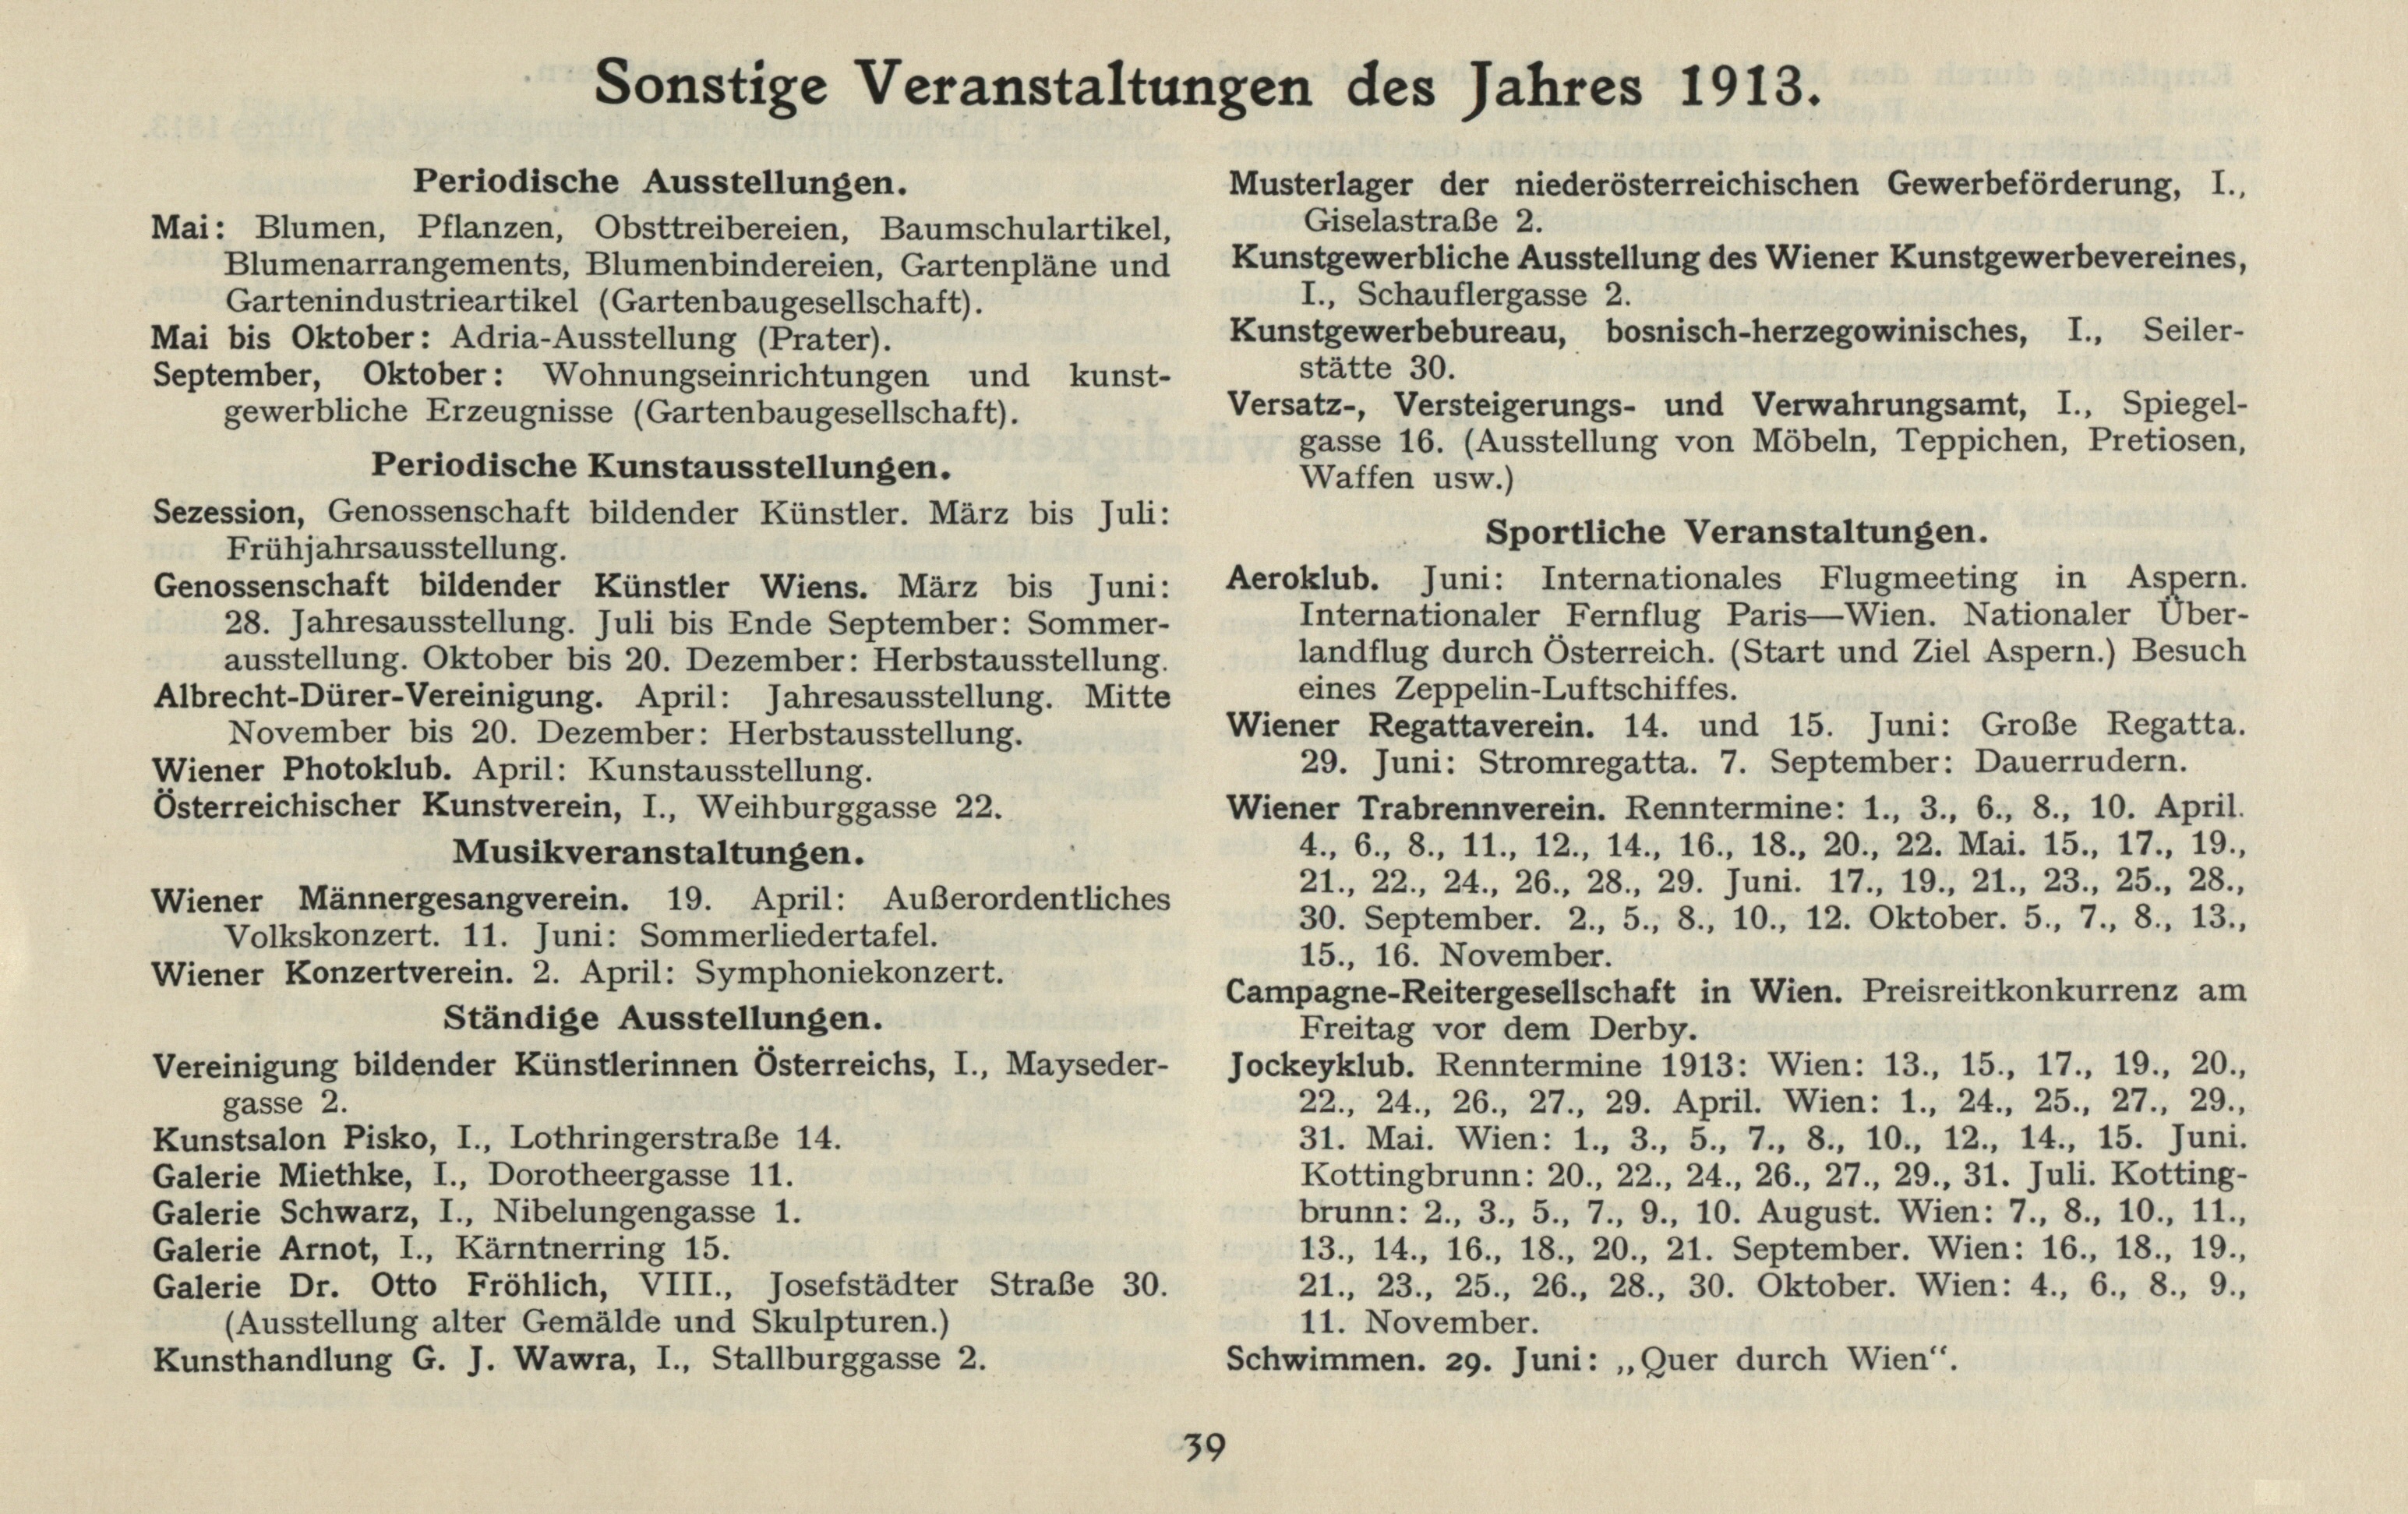 Sonstige Veranstaltungen des Jahres 1913.
Periodische Ausstellungen.
Mai: Blumen, Pflanzen, Obsttreibereien, Baumschulartikel,
Blumenarrangements, Blumenbindereien, Gartenpläne und
Gartenindustrieartikel (Gartenbaugesellschaft).
Mai bis Oktober: Adria-Ausstellung (Prater).
September, Oktober: Wohnungseinrichtungen und kunst-
gewerbliche Erzeugnisse (Gartenbaugesellschaft).
Periodische Kunstausstellungen.
Sezession, Genossenschaft bildender Künstler. März bis Juli:
Frühjahrsausstellung.
Genossenschaft bildender Künstler Wiens. März bis Juni:
28. Jahresausstellung. Juli bis Ende September: Sommer-
ausstellung. Oktober bis 20. Dezember: Herbstausstellung.
Albrecht-Dürer-Vereinigung. April: Jahresausstellung. Mitte
November bis 20. Dezember: Herbstausstellung.
Wiener Photoklub. April: Kunstausstellung.
Österreichischer Kunstverein, I., Weihburggasse 22.
Musikveranstaltungen.
Wiener Männergesangverein. 19. April: Außerordentliches
Volkskonzert. 11. Juni: Sommerliedertafel.
Wiener Konzertverein. 2. April: Symphoniekonzert.
Ständige Ausstellungen.
Vereinigung bildender Künstlerinnen Österreichs, I., Mayseder-
gasse 2.
Kunstsalon Pisko, I., Lothringerstraße 14.
Galerie Miethke, I., Dorotheergasse 11.
Galerie Schwarz, I., Nibelungengasse 1.
Galerie Arnot, I., Kärntnerring 15.
Galerie Dr. Otto Fröhlich, VIII., Josefstädter Straße 30.
(Ausstellung alter Gemälde und Skulpturen.)
Kunsthandlung G. J. Wawra, I., Stallburggasse 2.
Musterlager der niederösterreichischen Gewerbeförderung, I.,
Giselastraße 2.
Kunstgewerbliche Ausstellung des Wiener Kunstgewerbevereines,
I., Schauflergasse 2.
Kunstgewerbebureau, bosnisch-herzegowinisches, I., Seiler-
stätte 30.
Versatz-, Versteigerungs- und Verwahrungsamt, I., Spiegel-
gasse 16. (Ausstellung von Möbeln, Teppichen, Pretiosen,
Waffen usw.)
Sportliche Veranstaltungen.
Aeroklub. Juni: Internationales Flugmeeting in Aspern.
Internationaler Fernflug Paris—Wien. Nationaler Über-
landflug durch Österreich. (Start und Ziel Aspern.) Besuch
eines Zeppelin-Luftschiffes.
Wiener Regattaverein. 14. und 15. Juni: Große Regatta.
29. Juni: Stromregatta. 7. September: Dauerrudern.
Wiener Trabrennverein. Renntermine: 1., 3., 6., 8., 10. April.
4., 6., 8., 11., 12., 14., 16., 18., 20., 22. Mai. 15., 17., 19.,
21., 22., 24., 26., 28., 29. Juni. 17., 19., 21., 23., 25., 28.,
30. September. 2., 5., 8., 10., 12. Oktober. 5., 7., 8., 13.,
15., 16. November.
Campagne-Reitergesellschaft in Wien. Preisreitkonkurrenz am
Freitag vor dem Derby.
Jockeyklub. Renntermine 1913: Wien: 13., 15., 17., 19., 20.,
22., 24., 26., 27., 29. April. Wien: 1., 24., 25., 27., 29.,
31. Mai. Wien: 1., 3., 5., 7., 8., 10., 12., 14., 15. Juni.
Kottingbrunn: 20., 22., 24., 26., 27., 29., 31. Juli. Kotting-
brunn: 2., 3., 5., 7., 9., 10. August. Wien: 7., 8., 10., 11.,
13., 14., 16., 18., 20., 21. September. Wien: 16., 18., 19.,
21., 23., 25., 26., 28., 30. Oktober. Wien: 4., 6., 8., 9.,
11. November.
Schwimmen. 29. Juni: „Quer durch Wien“.
39